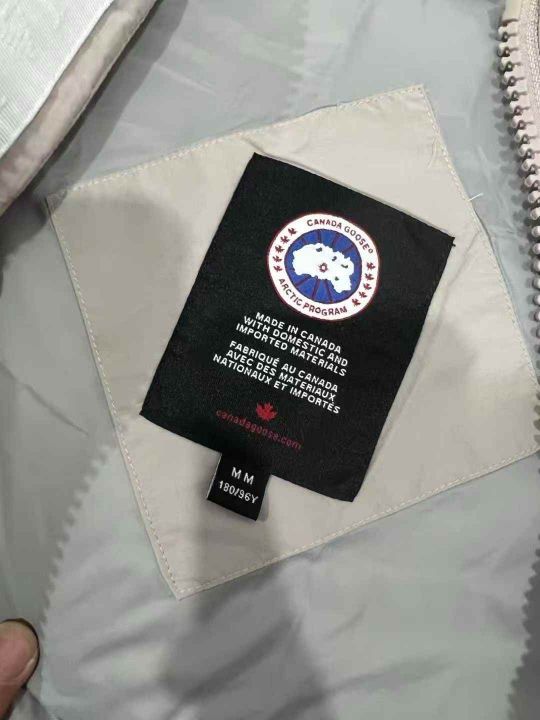 CANADA GOOSE®
ARCTIC PROGRAM
MADE IN CANADA
WITH DOMESTIC AND
IMPORTED MATERIALS
FABRIQUÉ AU CANADA
AVEC DES MATERIAUX
NATIONAUX ET IMPORTÉS
canadagoose.com
M M
180/96Y